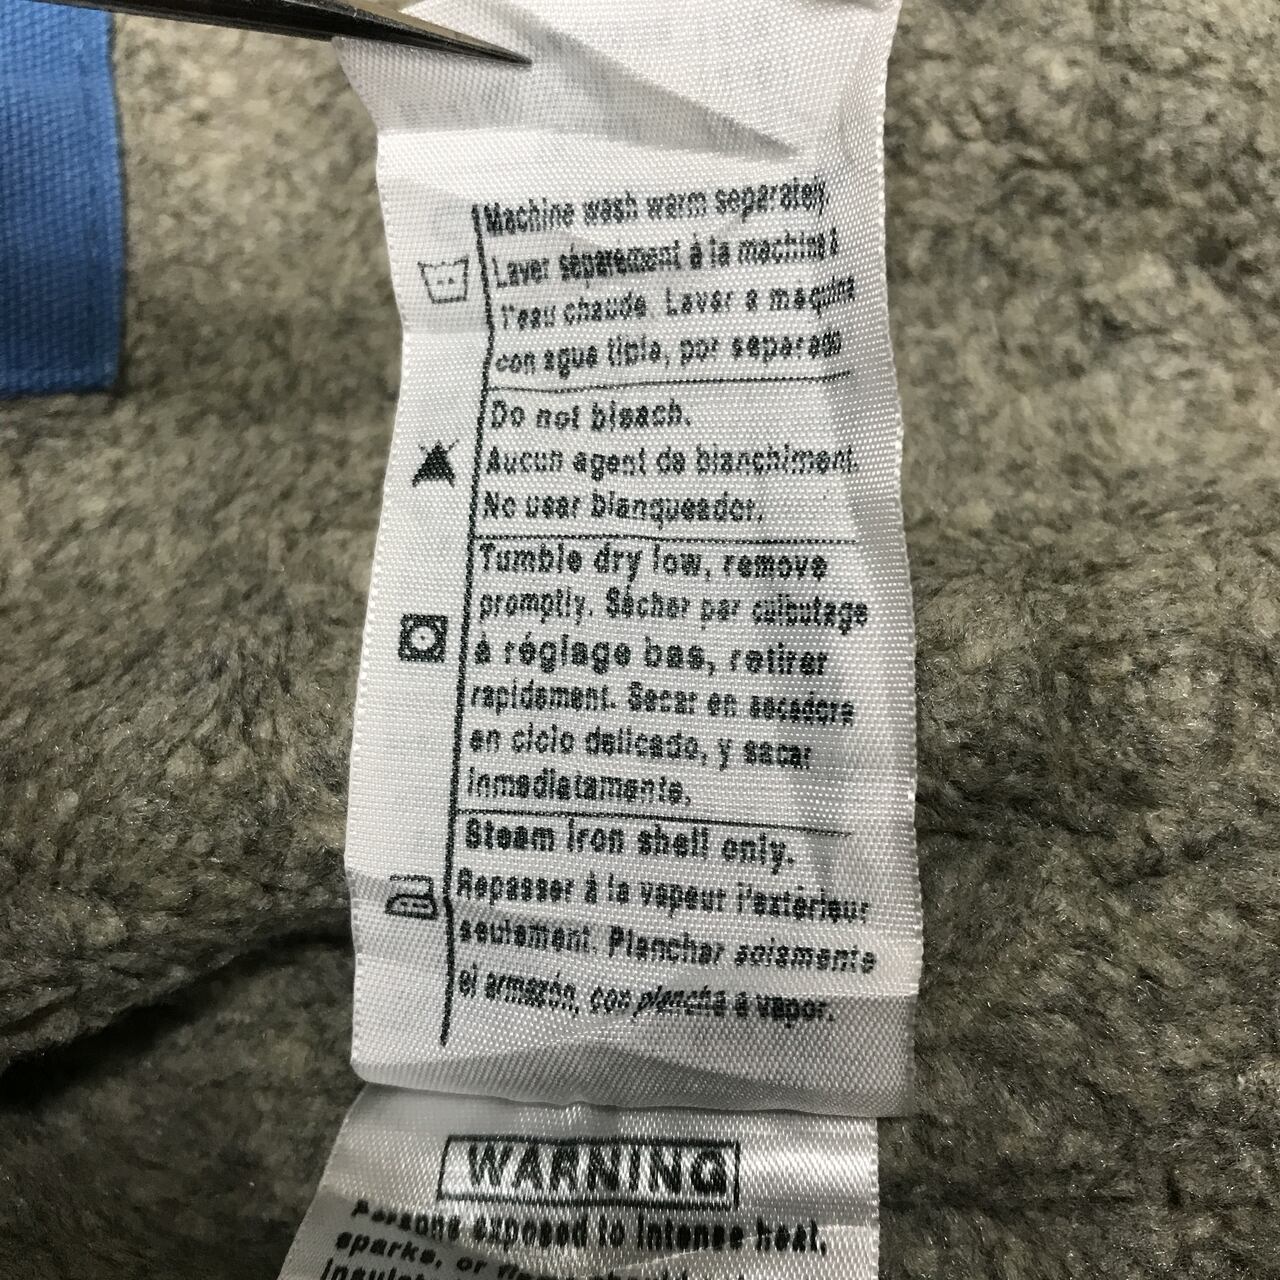 Machine wash warm separately.
Laver séparément à la machine à
l'eau chaude. Lavar a maquina
con agua tibia, por separado
Do not bleach.
Aucun agent de blanchiment.
No usar blanqueador.
Tumble dry low, remove
promptly. Sécher par culbutage
à réglage bas, retirer
rapidement. Secar en secadora
en ciclo delicado, y sacar
inmediatamente.
Steam iron shell only.
Repasser à la vapeur l'extérieur
seulement. Planchar solamente
el armazón, con plancha a vapor.
WARNING
Persons exposed to intense heat,
sparks, or